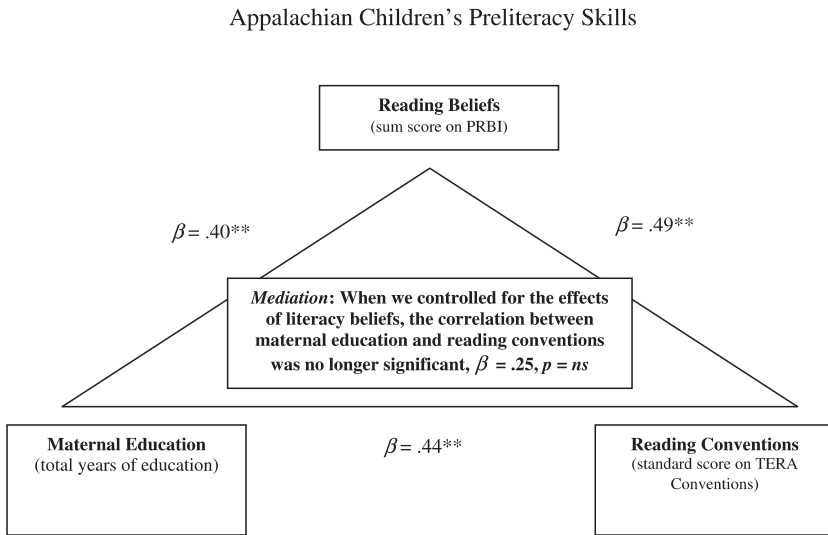 Appalachian Children's Preliteracy Skills
Reading Beliefs
(sum score on PRBI)
β = .40**
β = .49**
Mediation: When we controlled for the effects
of literacy beliefs, the correlation between
maternal education and reading conventions
was no longer significant, β = .25, p = ns
Maternal Education
(total years of education)
β = .44**
Reading Conventions
(standard score on TERA
Conventions)